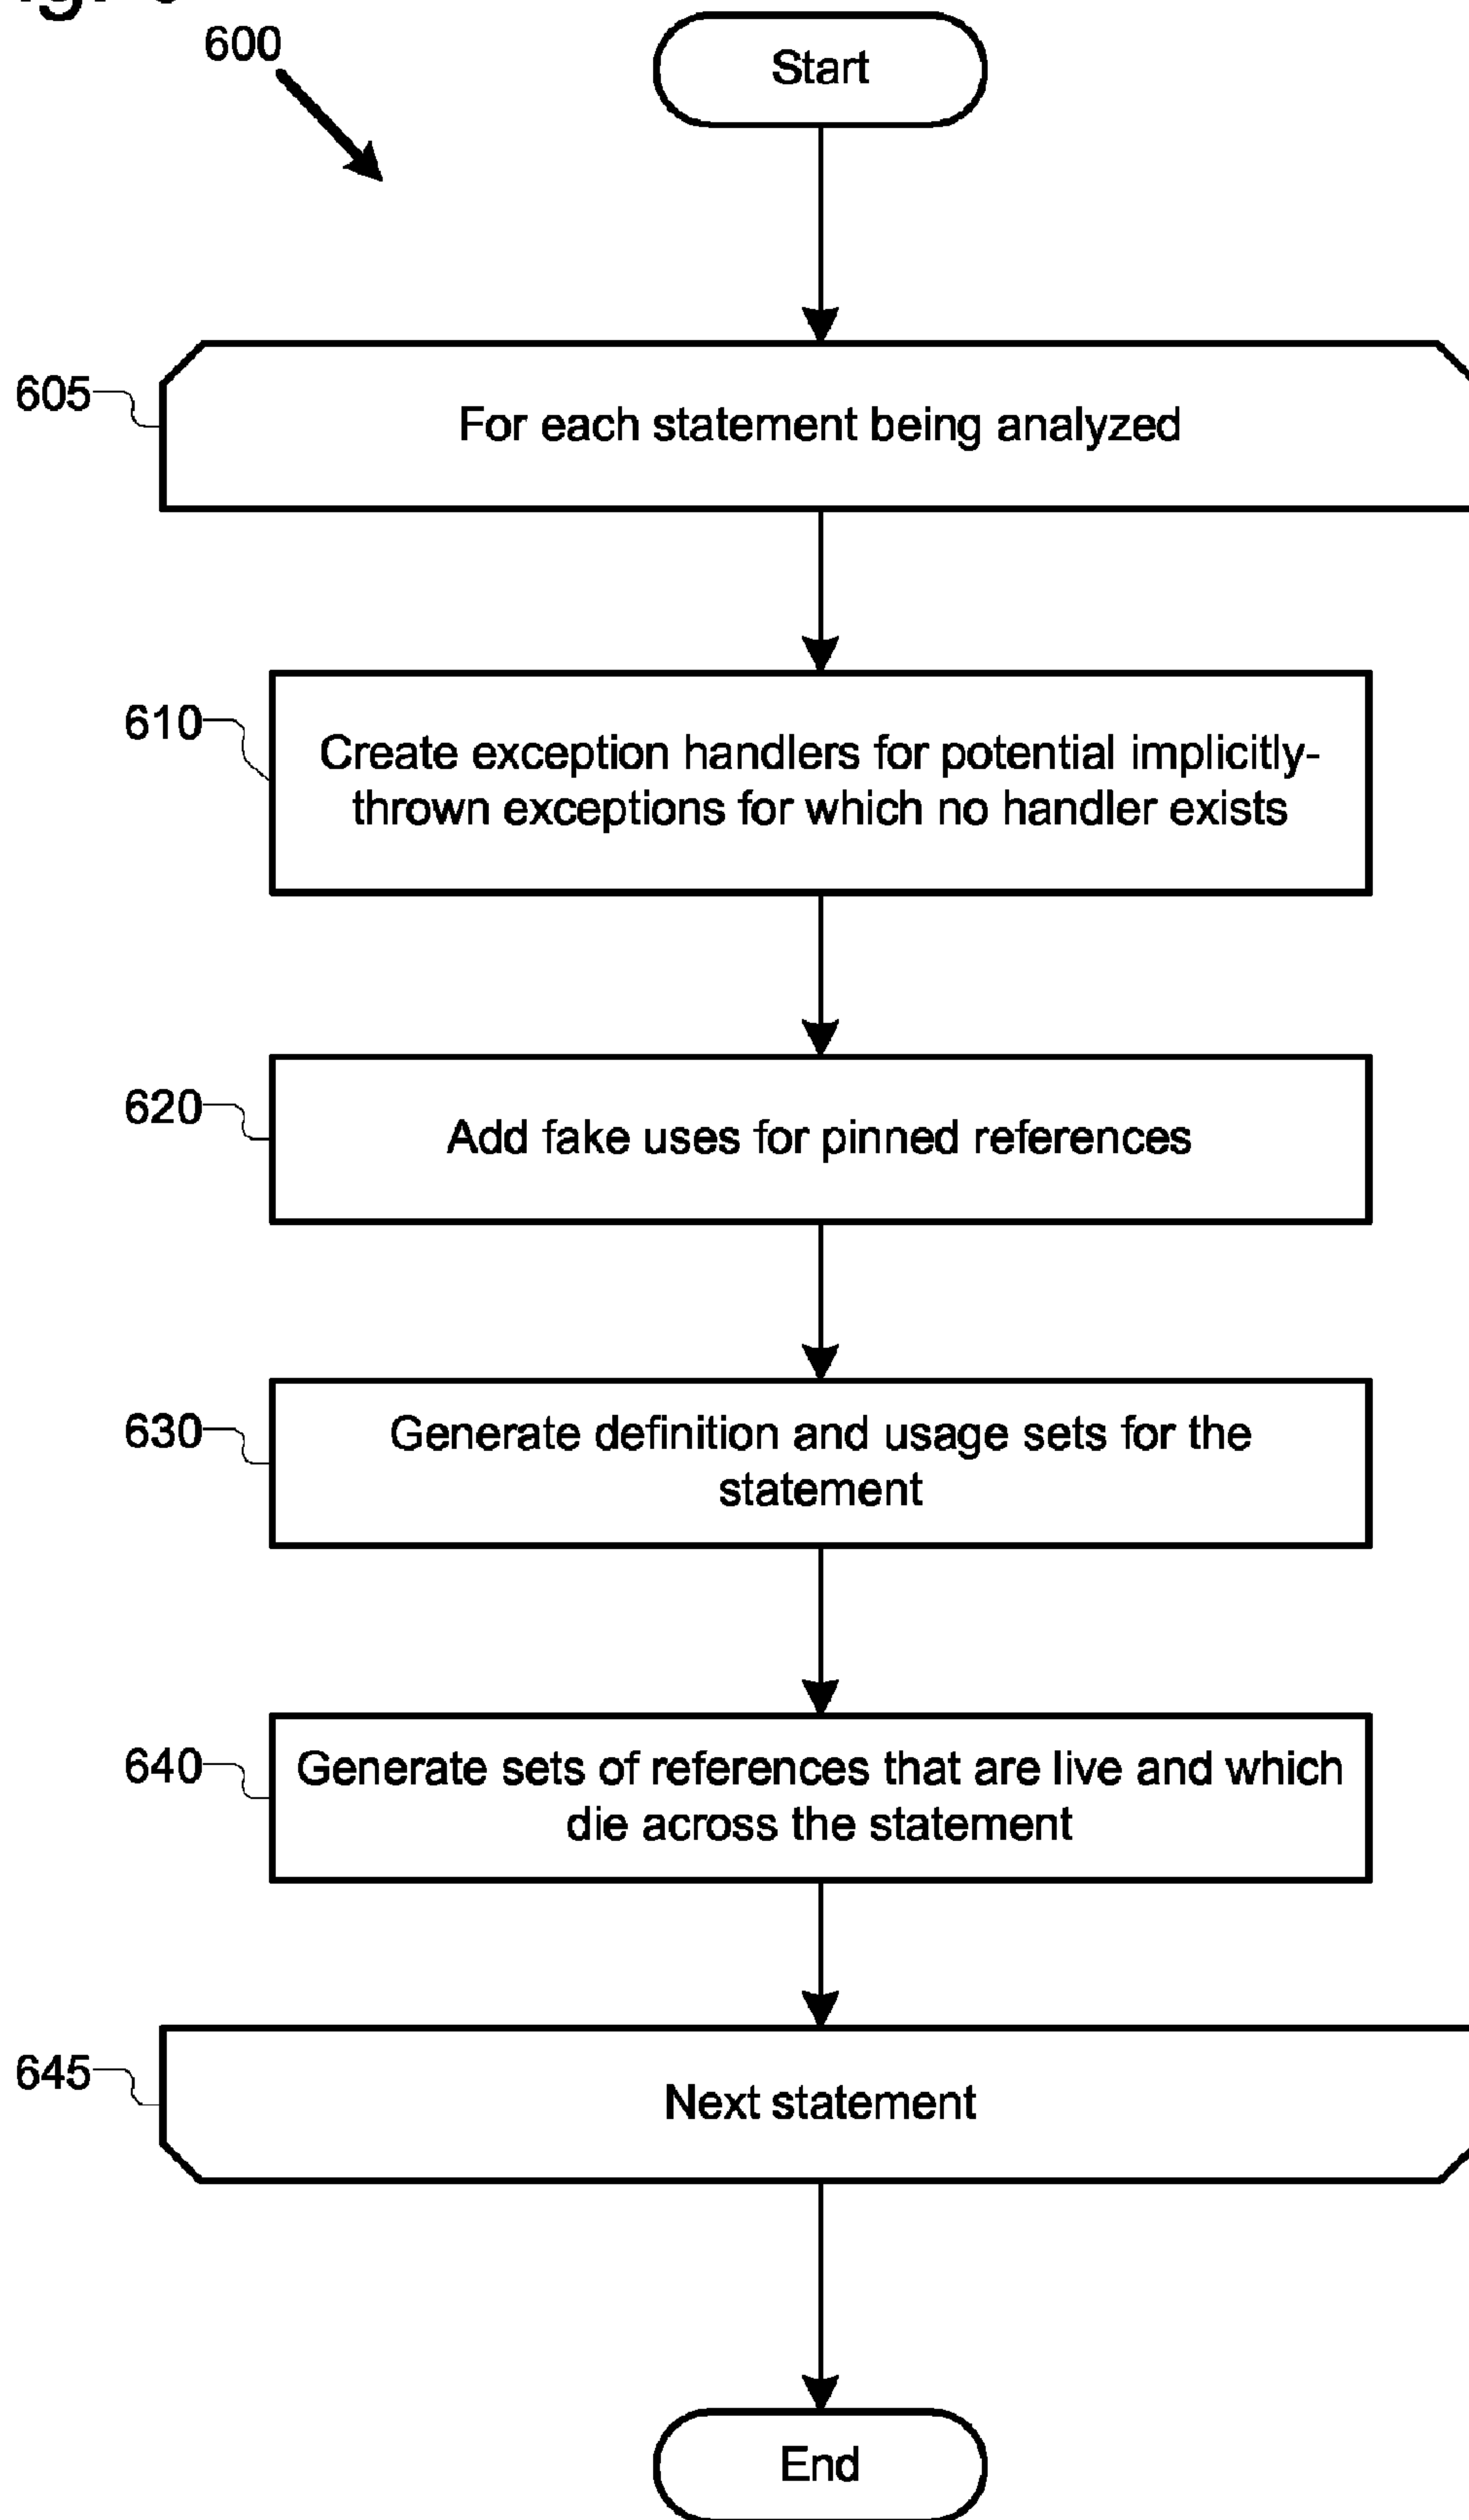 600
Start
605
For each statement being analyzed
610
Create exception handlers for potential implicitly-
thrown exceptions for which no handler exists
620
Add fake uses for pinned references
630
Generate definition and usage sets for the
statement
640
Generate sets of references that are live and which
die across the statement
645
Next statement
End